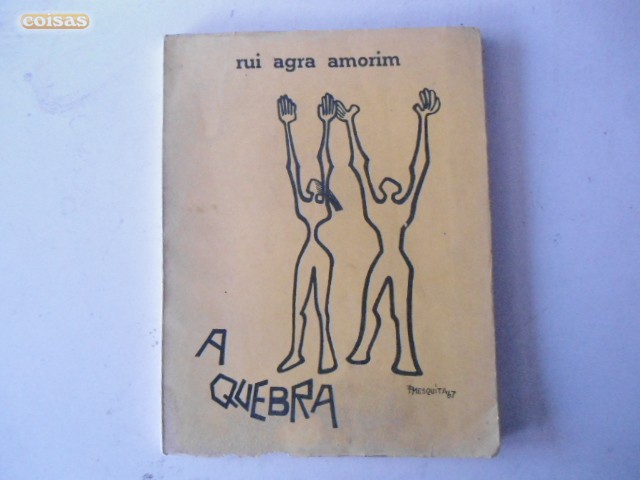 coisas
rui agra amorim
A
QUEBRA
P.MESQUITA 67